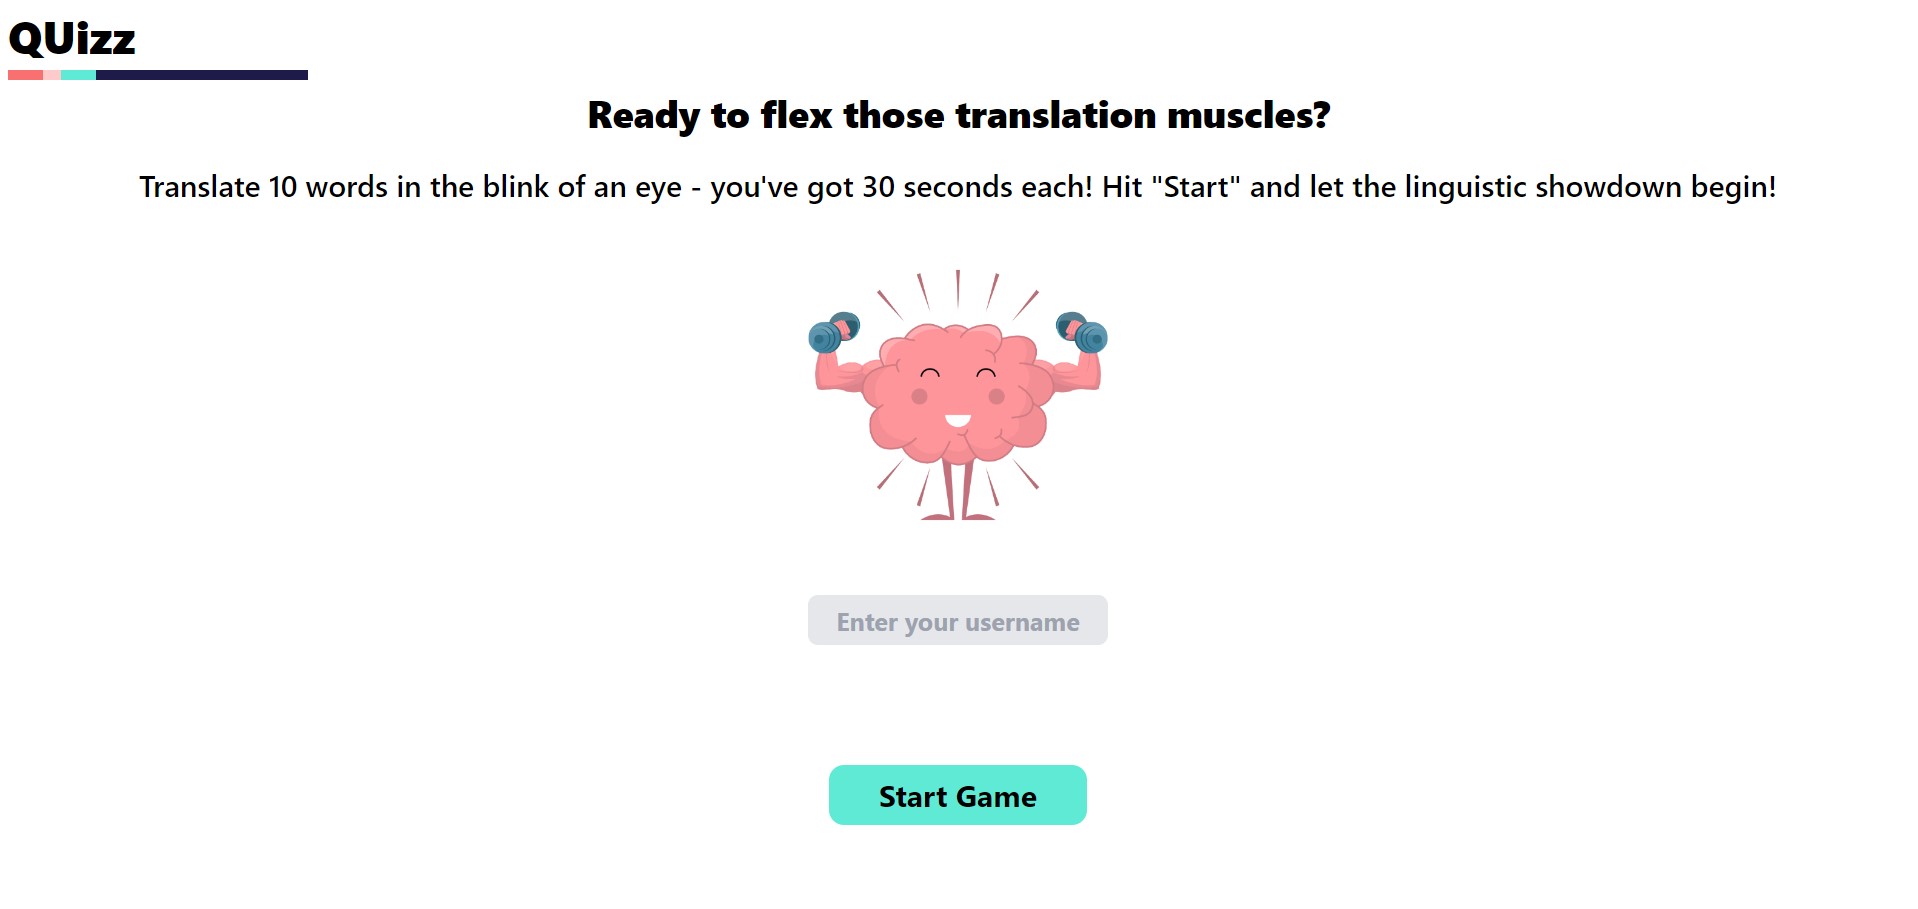 QUizz
Ready to flex those translation muscles?
Translate 10 words in the blink of an eye - you've got 30 seconds each! Hit "Start" and let the linguistic showdown begin!
Enter your username
Start Game